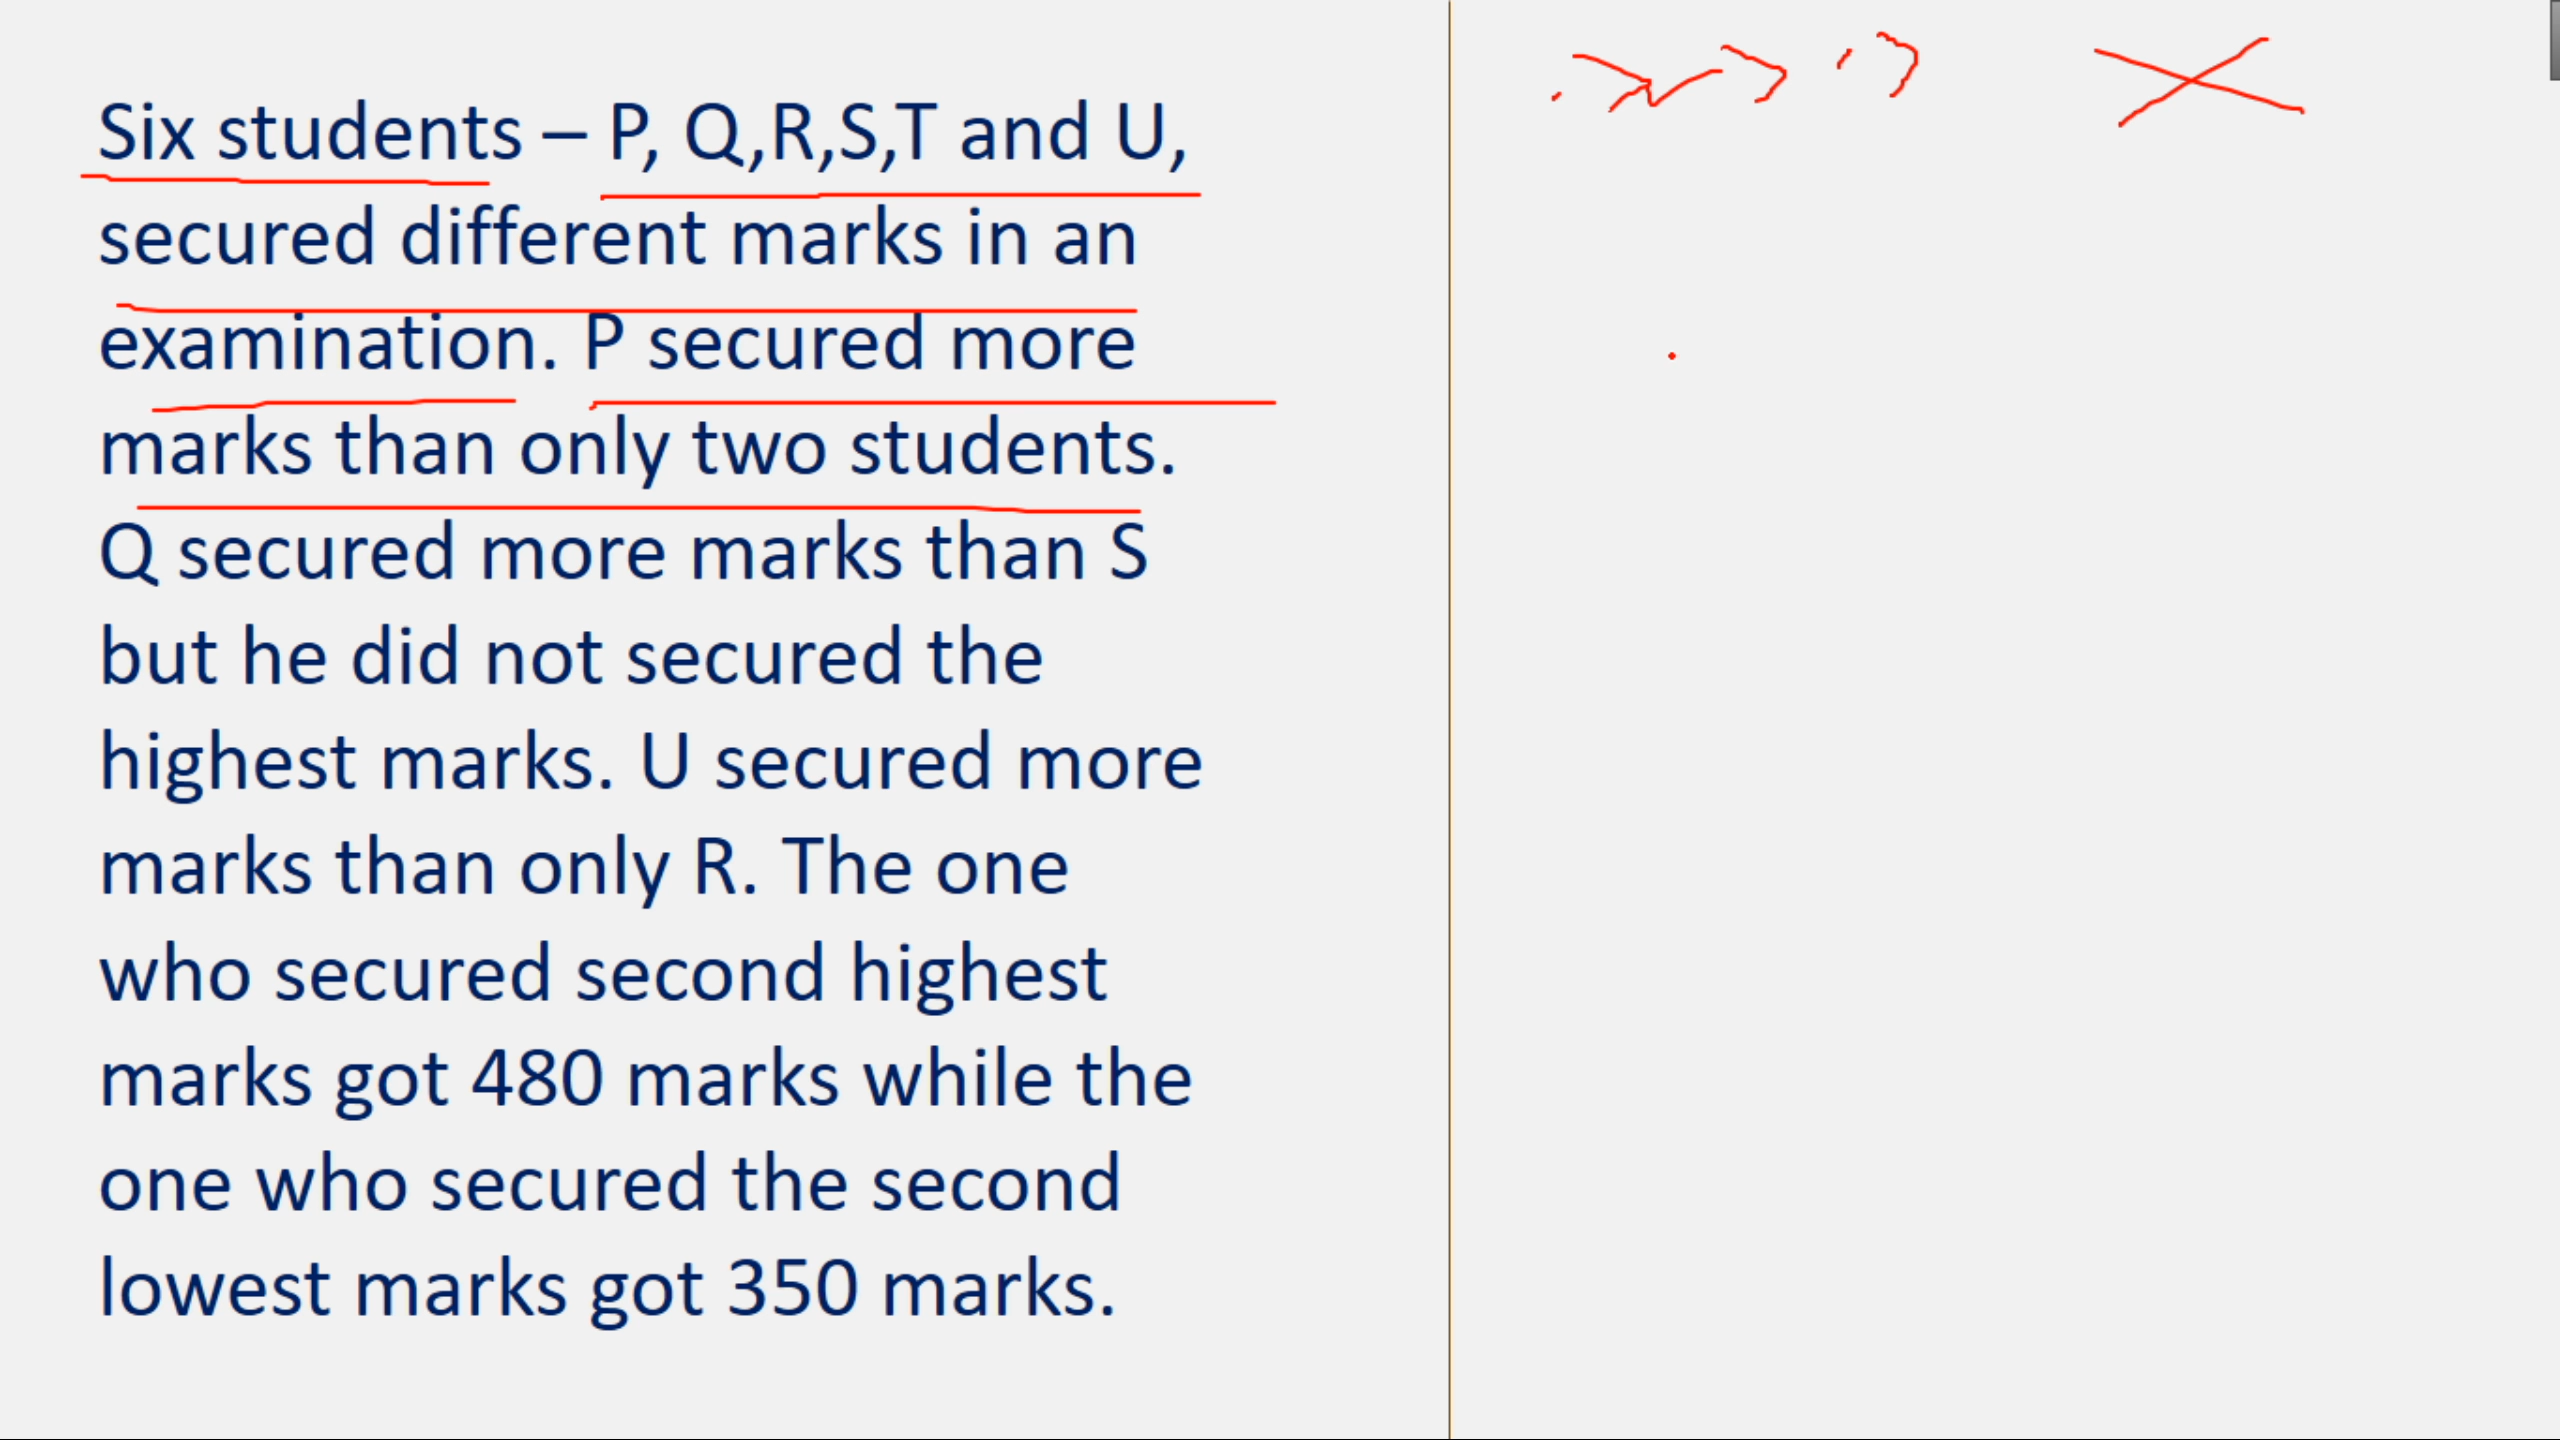 Six students – P, Q,R,S,T and U,
secured different marks in an
examination. P secured more
marks than only two students.
Q secured more marks than S
but he did not secured the
highest marks. U secured more
marks than only R. The one
who secured second highest
marks got 480 marks while the
one who secured the second
lowest marks got 350 marks.